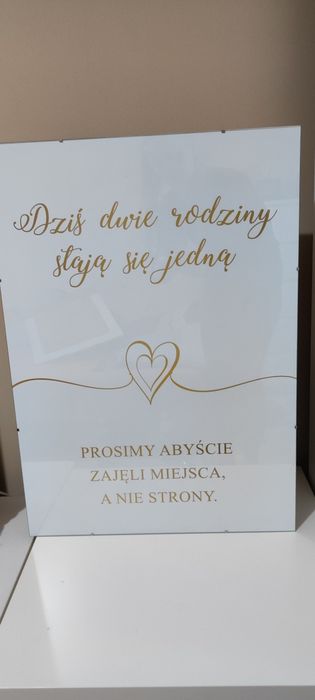 Dziś dwie rodziny
stają się jedną
PROSIMY ABYŚCIE
ZAJĘLI MIEJSCA,
A NIE STRONY.